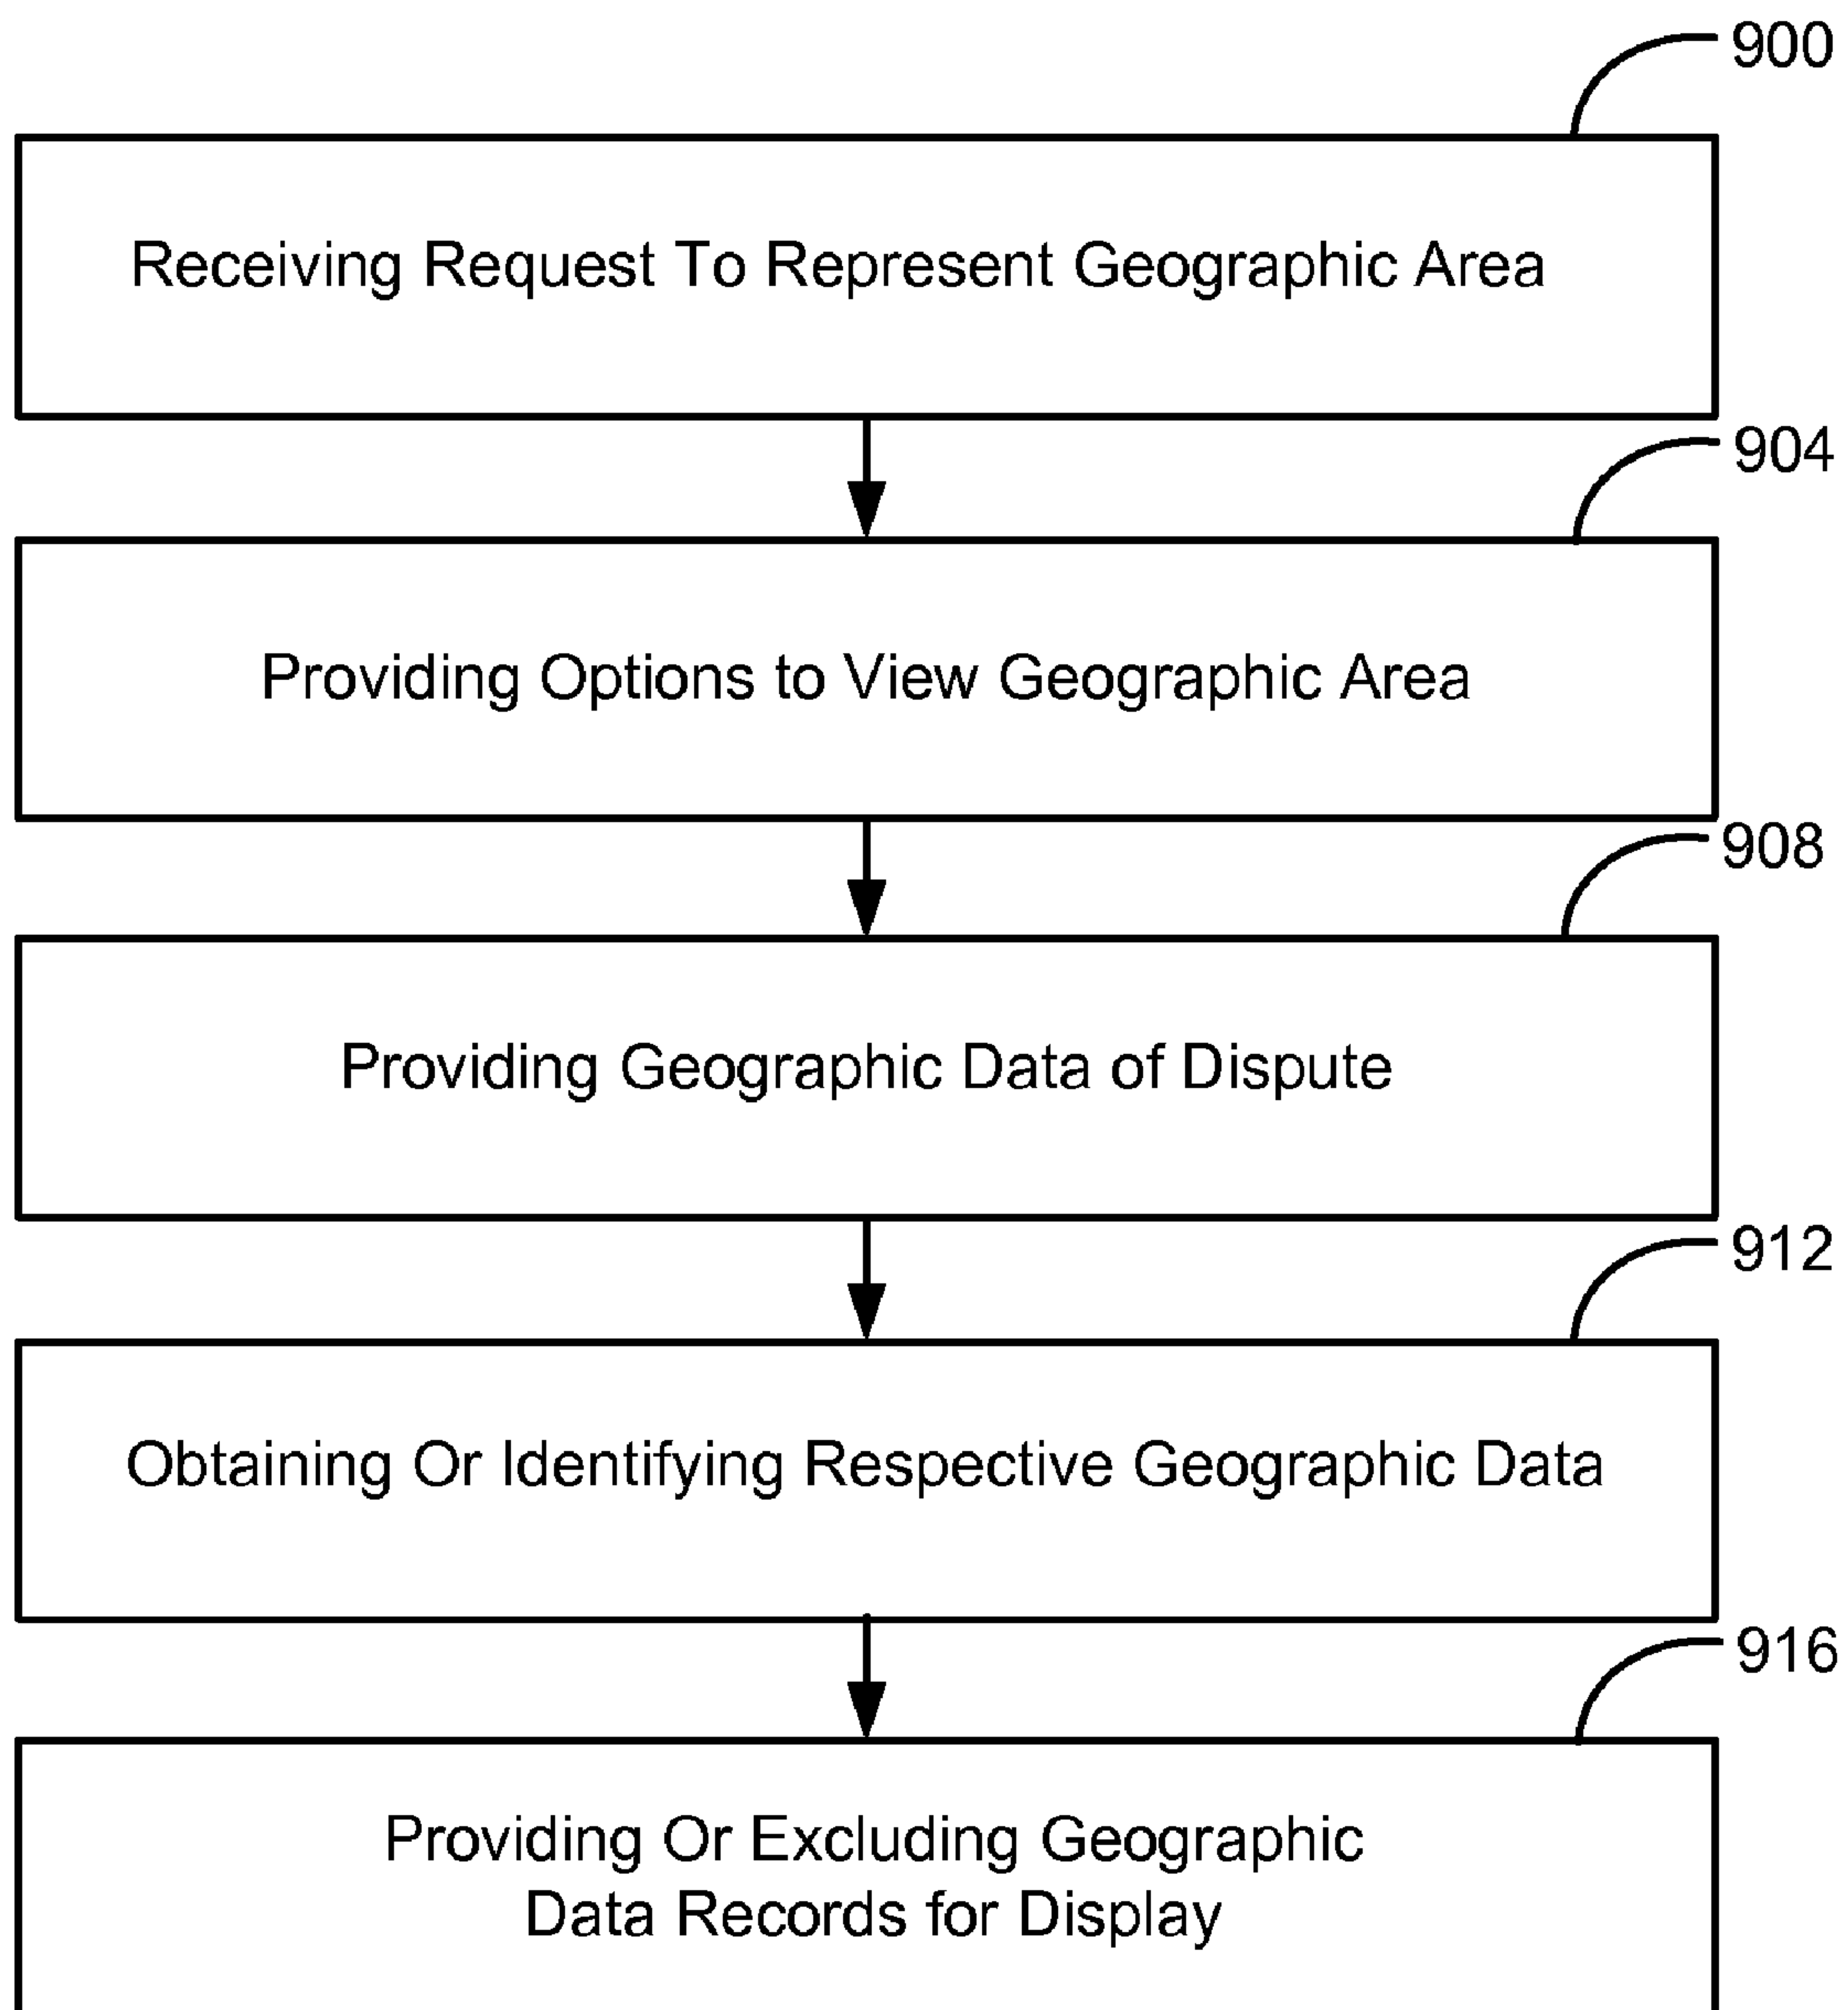 900
Receiving Request To Represent Geographic Area
904
Providing Options to View Geographic Area
908
Providing Geographic Data of Dispute
912
Obtaining Or Identifying Respective Geographic Data
916
Providing Or Excluding Geographic
Data Records for Display